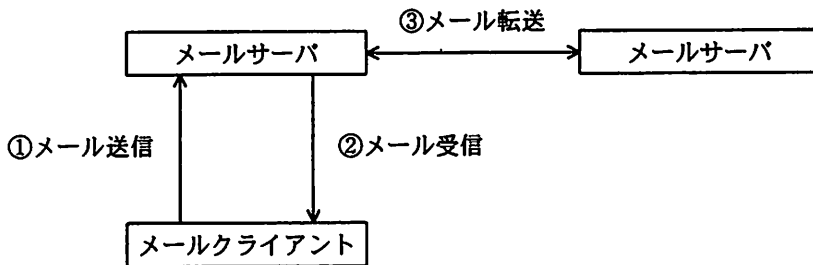 ③メール転送
メールサーバ
メールサーバ
①メール送信
②メール受信
メールクライアント